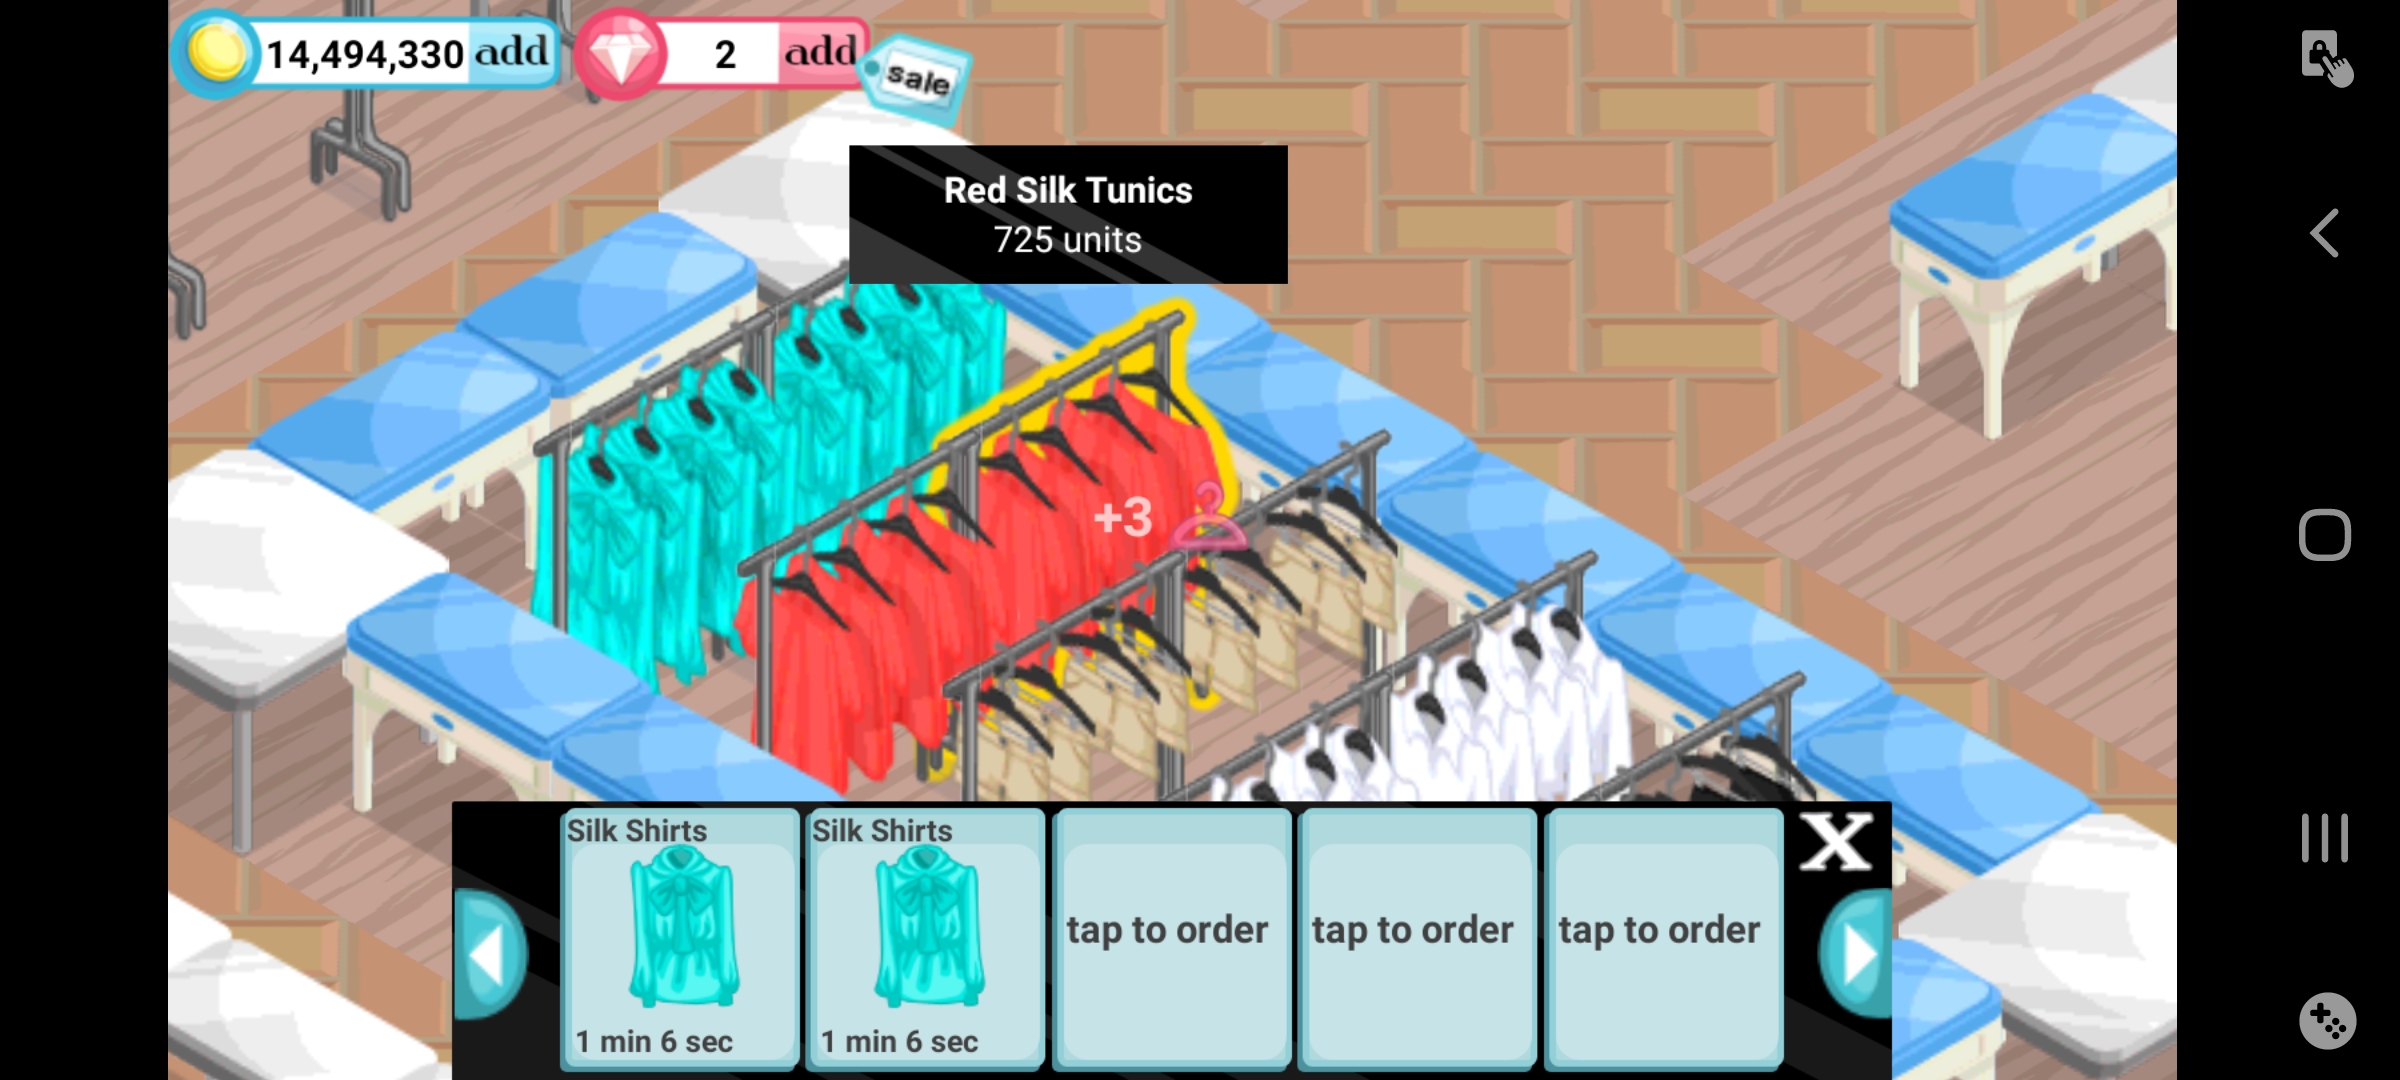 14,494,330 add
2 add
sale
Red Silk Tunics
725 units
+3
Silk Shirts
1 min 6 sec
Silk Shirts
1 min 6 sec
tap to order
tap to order
tap to order
X